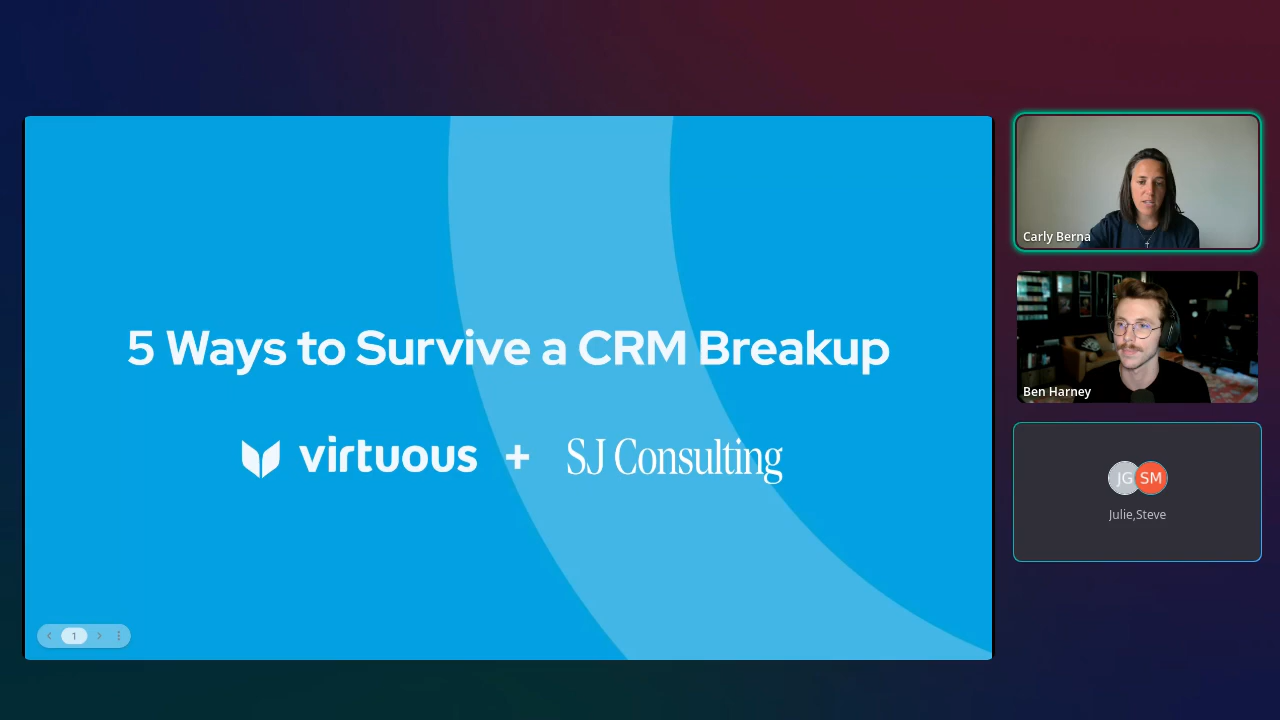 5 Ways to Survive a CRM Breakup
virtuous + SJ Consulting
1
Carly Berna
Ben Harney
JG SM
Julie,Steve